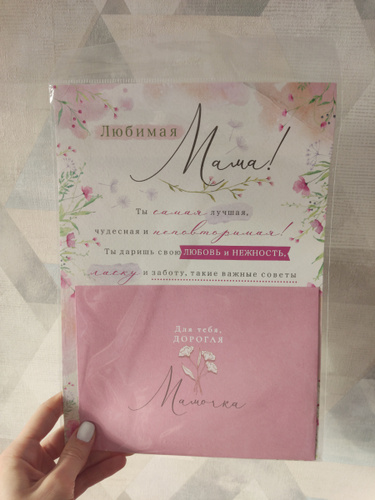 Любимая
Мама!
Ты самая лучшая,
чудесная и неповторимая!
Ты даришь свою ЛЮБОВЬ и НЕЖНОСТЬ,
ласку и заботу, такие важные советы
Для тебя,
ДОРОГАЯ
Мамочка